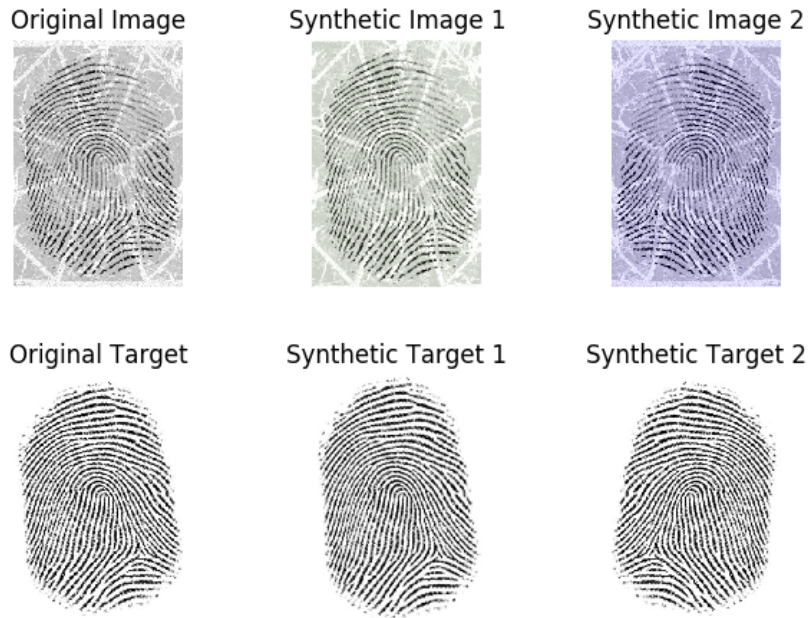 Original Image
Synthetic Image 1
Synthetic Image 2
Original Target
Synthetic Target 1
Synthetic Target 2